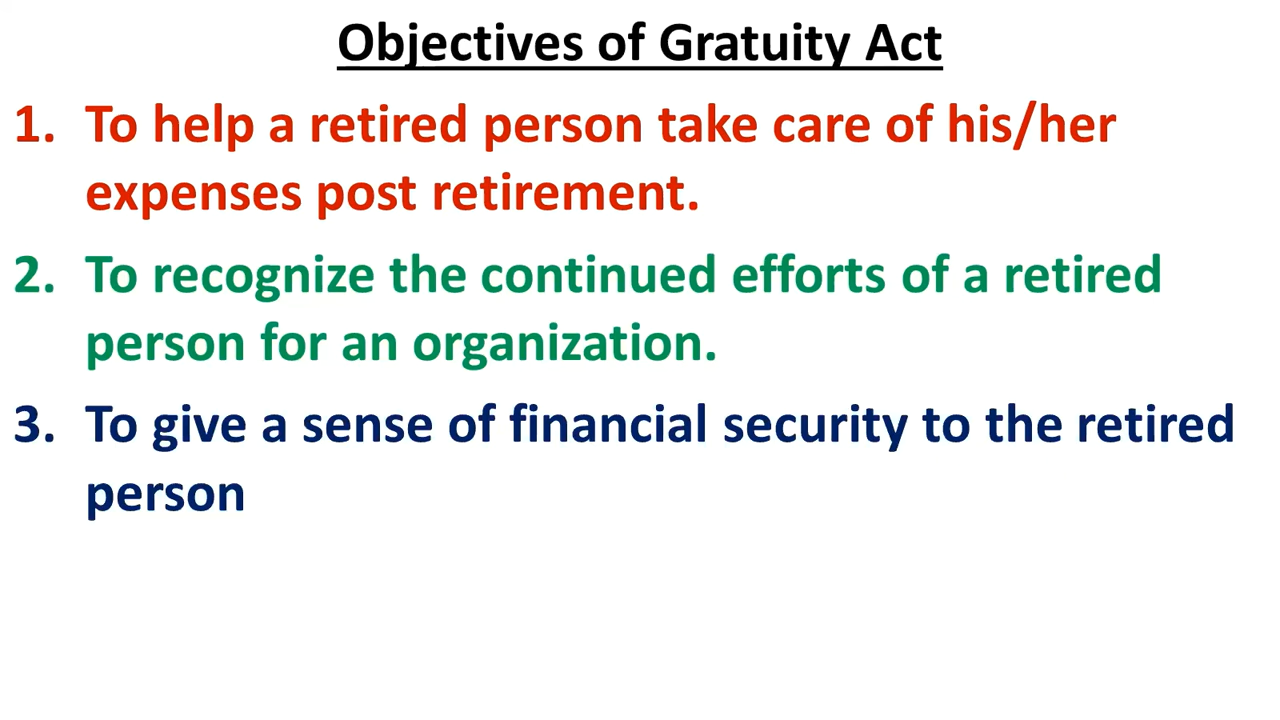 Objectives of Gratuity Act
1. To help a retired person take care of his/her
expenses post retirement.
2. To recognize the continued efforts of a retired
person for an organization.
3. To give a sense of financial security to the retired
person